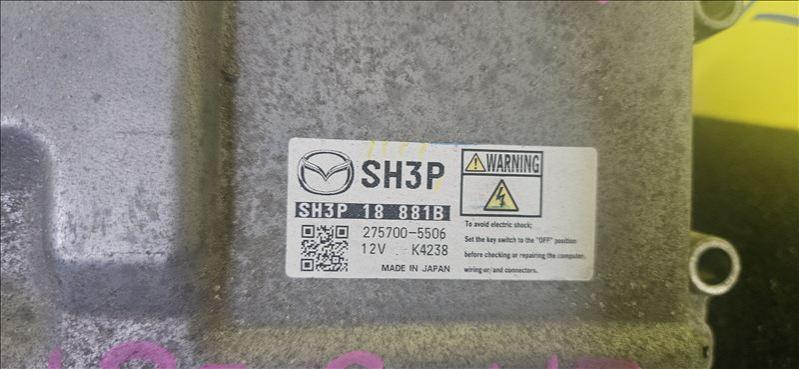 SH3P
SH3P 18 881B
275700-5506
12V K4238
MADE IN JAPAN
WARNING
To avoid electric shock;
Set the key switch to the "OFF" position
before checking or repairing the computer,
wiring or/and connectors.